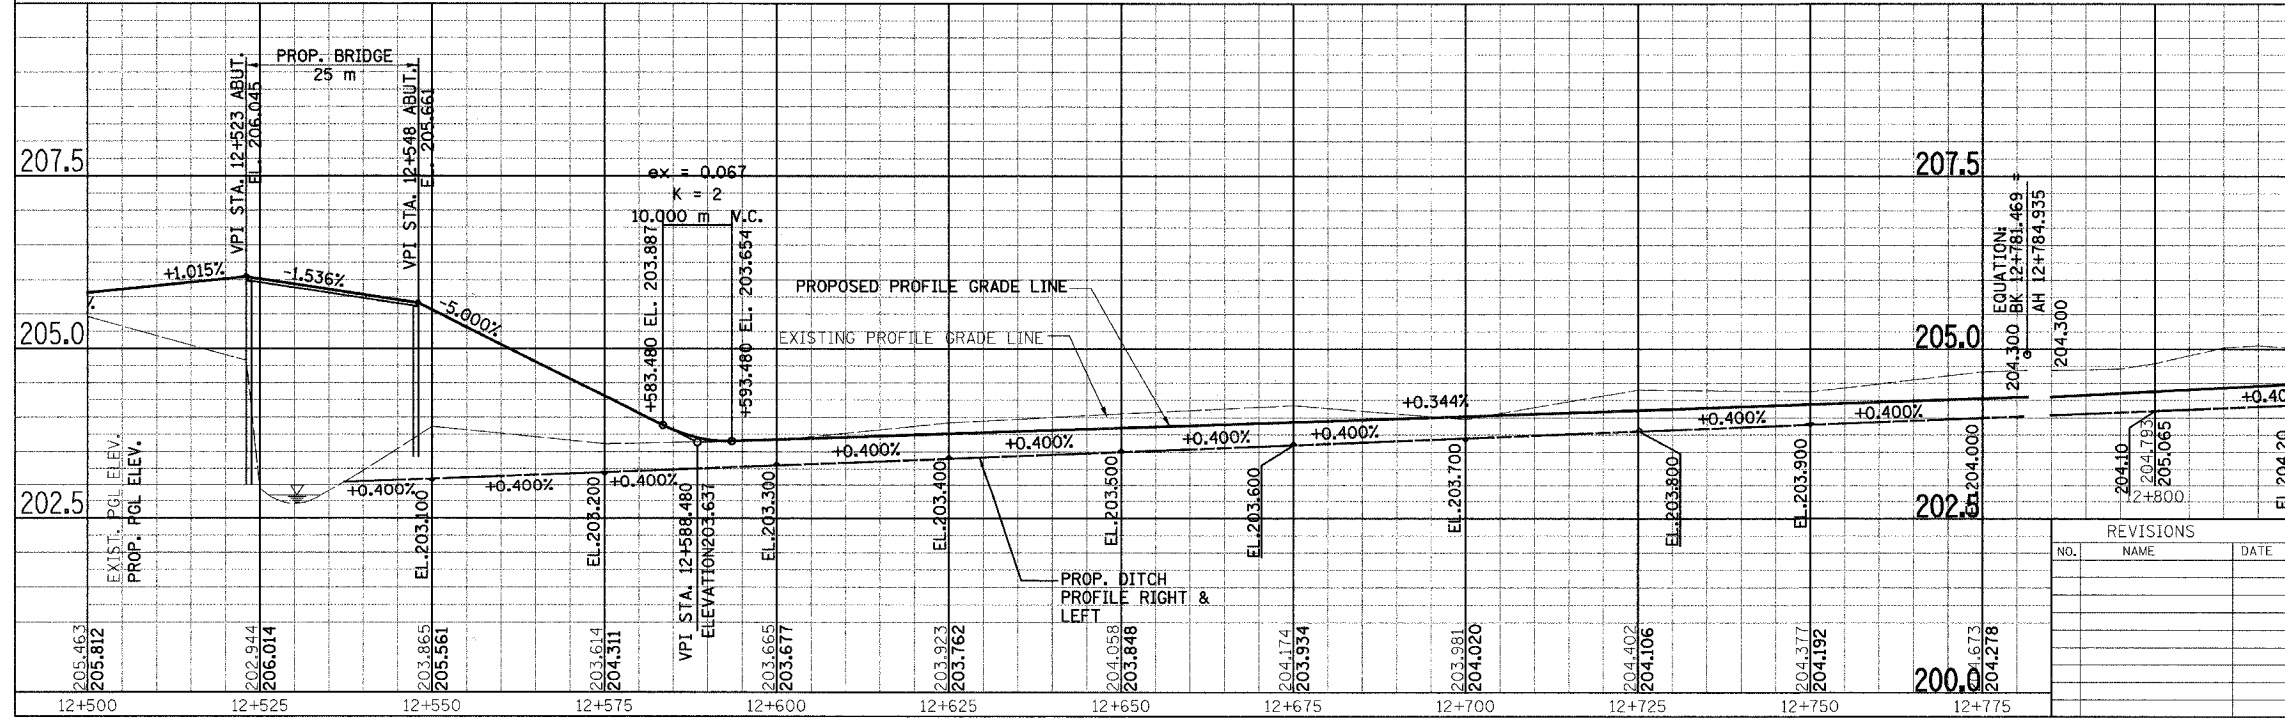 PROP. BRIDGE
25 m
VPI STA. 12+523 ABUT.
EL. 206.045
VPI STA. 12+548 ABUT.
EL. 205.661
207.5
207.5
ex = 0.067
K = 2
10.000 m V.C.
+583.480 EL. 203.887
+593.480 EL. 203.654
EQUATION:
BK 12+781.469 =
AH 12+784.935
204.300
204.300
+1.015%
-1.536%
-5.000%
PROPOSED PROFILE GRADE LINE
EXISTING PROFILE GRADE LINE
205.0
205.0
+0.344%
+0.400%
+0.400%
+0.400%
+0.400%
+0.400%
+0.400%
+0.400%
+0.400%
+0.400%
+0.40
202.5
202.5
EXIST. PGL ELEV.
PROP. PGL ELEV.
EL.203.100
EL.203.200
VPI STA. 12+588.480
ELEVATION203.637
EL.203.300
EL.203.400
EL.203.500
EL.203.600
EL.203.700
EL.203.800
EL.203.900
EL.204.000
204.10
204.793
205.065
12+800
EL.204.20
PROP. DITCH
PROFILE RIGHT &
LEFT
REVISIONS
NO. NAME DATE
205.463
205.812
202.944
206.014
203.865
205.561
203.614
204.311
203.665
203.677
203.923
203.762
204.058
203.848
204.174
203.934
203.981
204.020
204.402
204.106
204.377
204.192
204.673
204.278
200.0
12+500 12+525 12+550 12+575 12+600 12+625 12+650 12+675 12+700 12+725 12+750 12+775